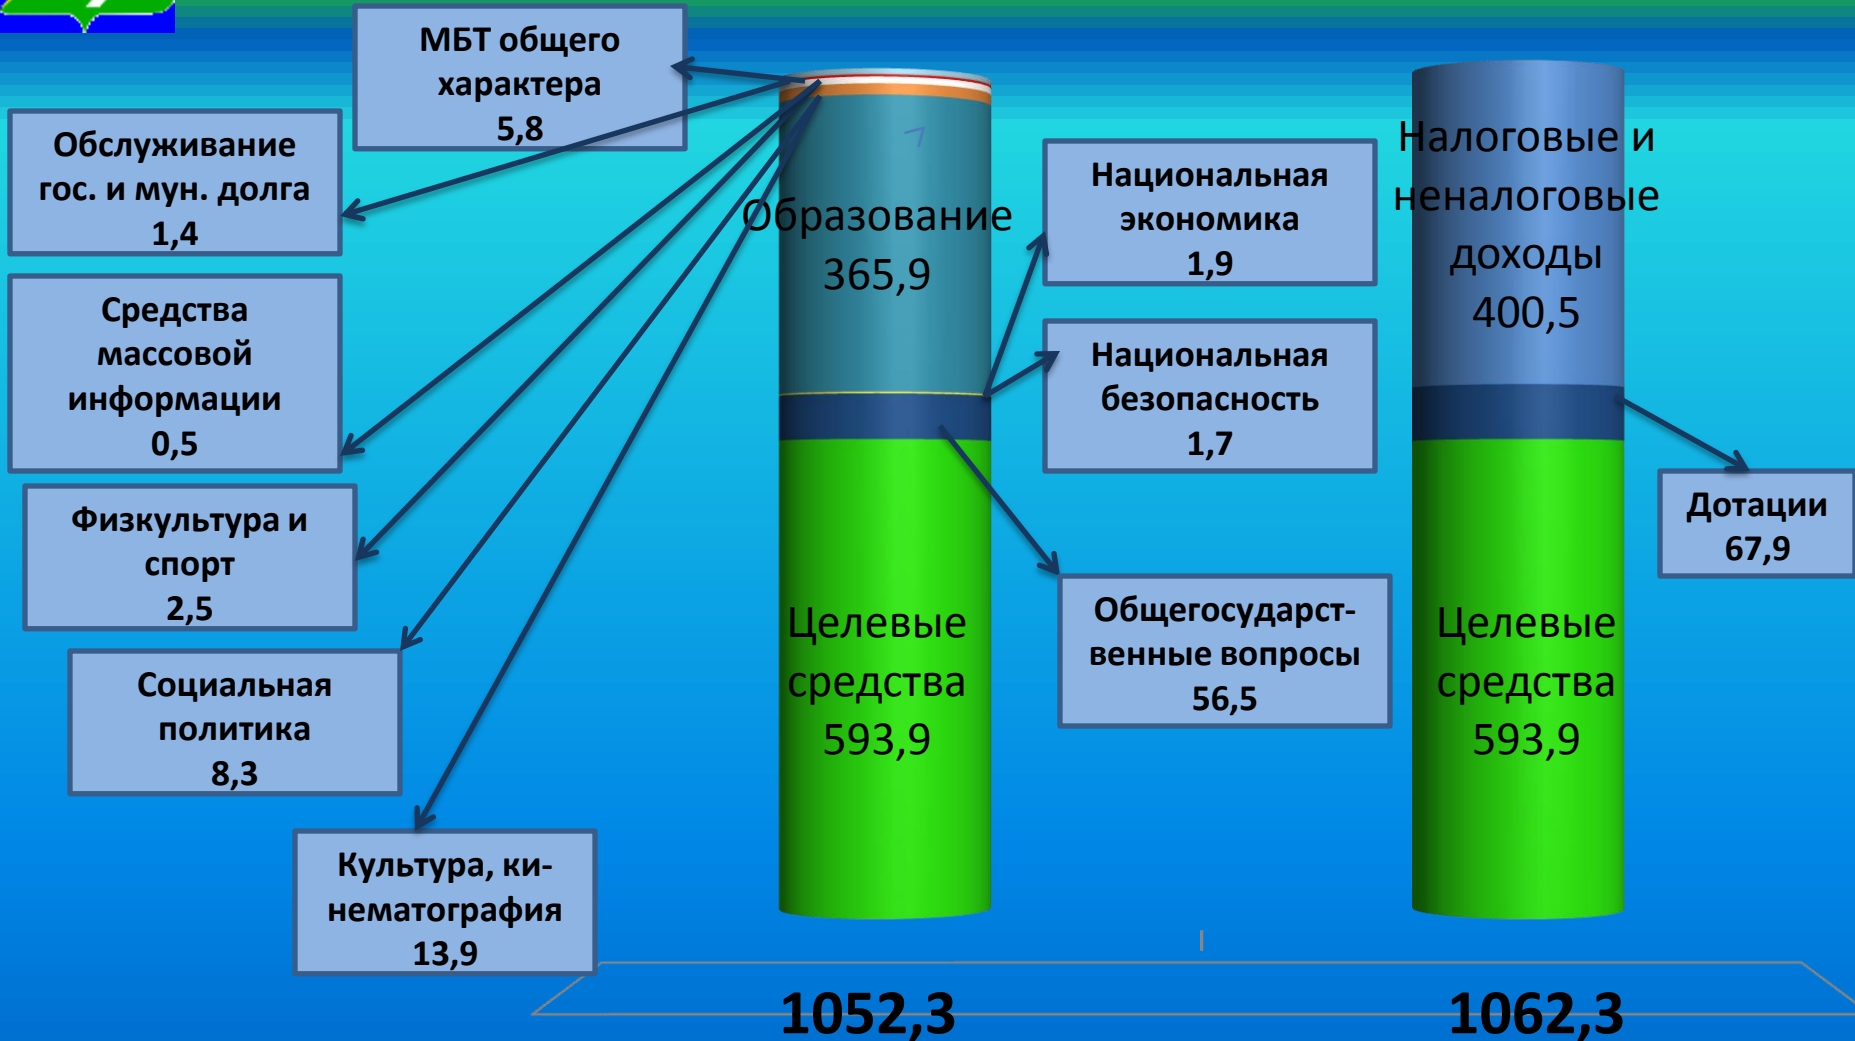 МБТ общего
характера
5,8
Обслуживание
гос. и мун. долга
1,4
Средства
массовой
информации
0,5
Физкультура и
спорт
2,5
Социальная
политика
8,3
Культура, ки-
нематография
13,9
Образование
365,9
Целевые
средства
593,9
1052,3
Национальная
экономика
1,9
Национальная
безопасность
1,7
Общегосударст-
венные вопросы
56,5
Налоговые и
неналоговые
доходы
400,5
Дотации
67,9
Целевые
средства
593,9
1062,3